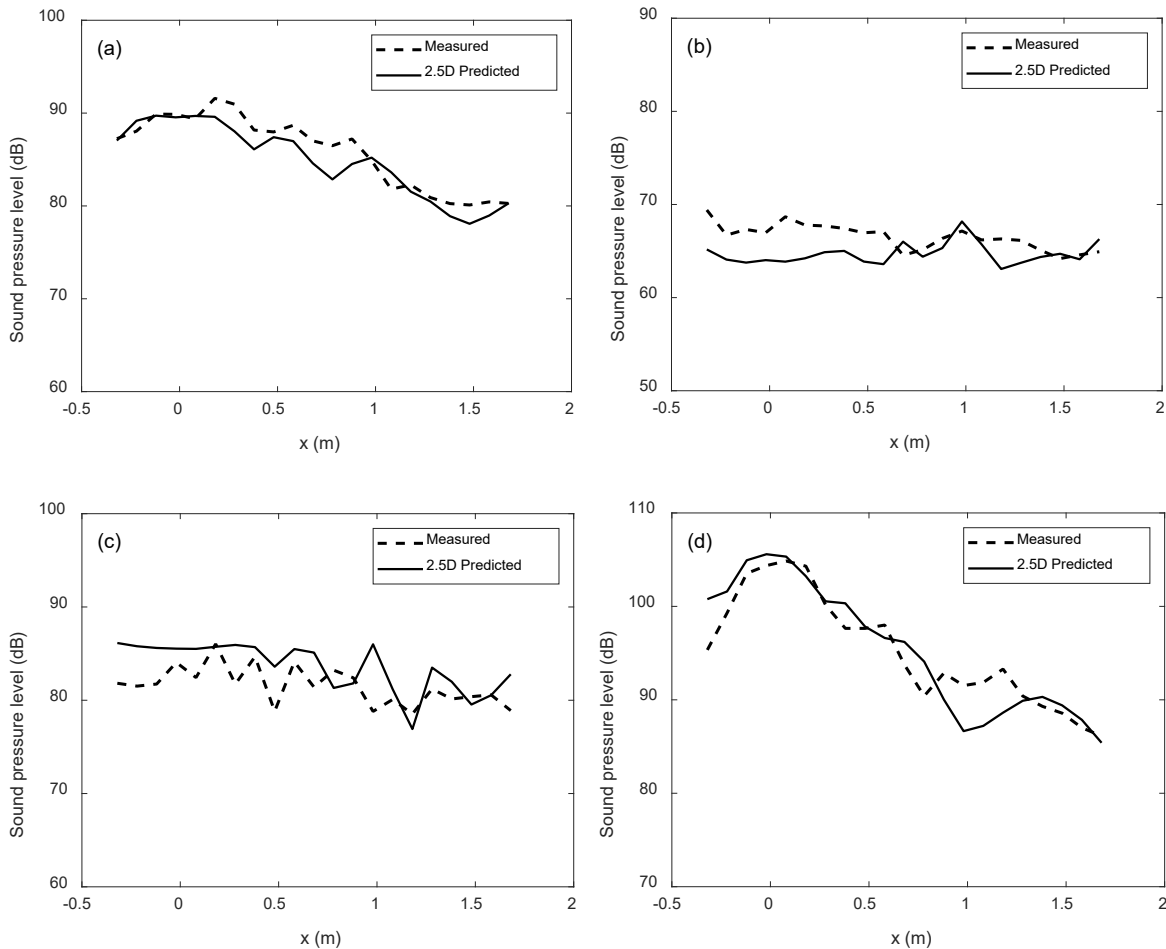 100
(a)
Measured
2.5D Predicted
90
80
70
60
Sound pressure level (dB)
-0.5 0 0.5 1 1.5 2
x (m)
90
(b)
Measured
2.5D Predicted
80
70
60
50
Sound pressure level (dB)
-0.5 0 0.5 1 1.5 2
x (m)
100
(c)
Measured
2.5D Predicted
90
80
70
60
Sound pressure level (dB)
-0.5 0 0.5 1 1.5 2
x (m)
110
(d)
Measured
2.5D Predicted
100
90
80
70
Sound pressure level (dB)
-0.5 0 0.5 1 1.5 2
x (m)